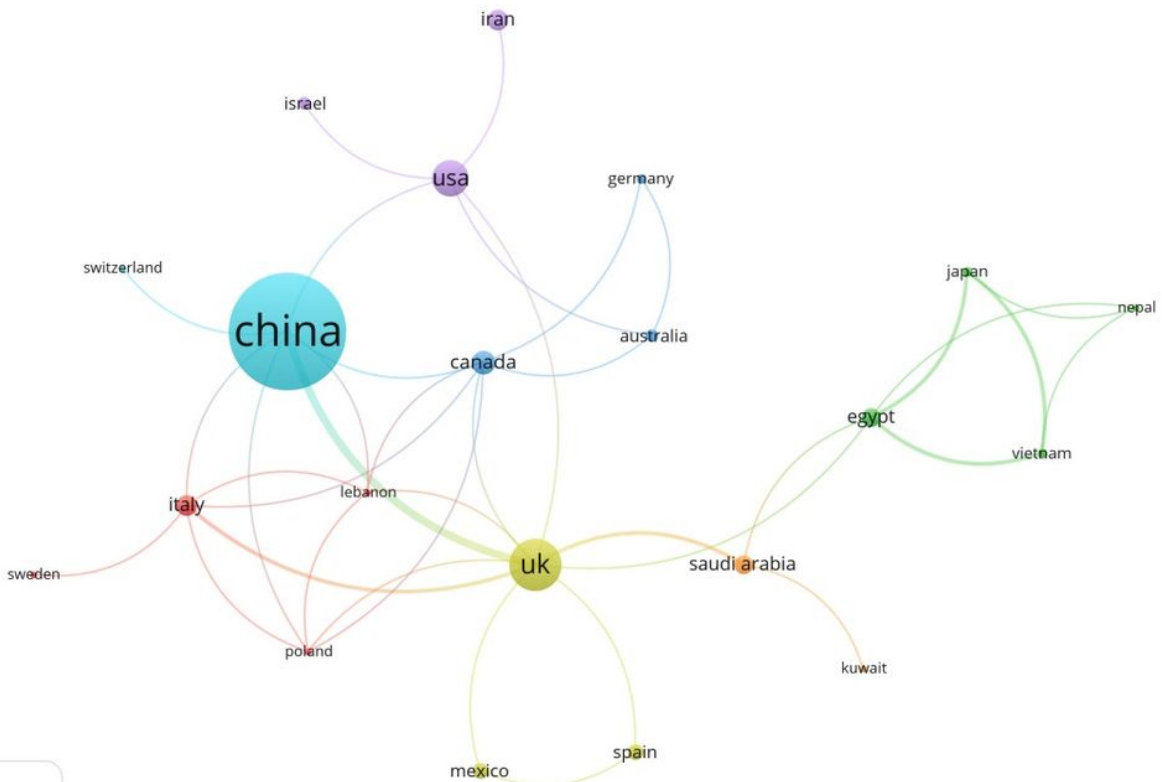 iran
israel
usa
germany
switzerland
japan
nepal
china
australia
canada
egypt
vietnam
lebanon
italy
uk
saudi arabia
sweden
poland
kuwait
spain
mexico